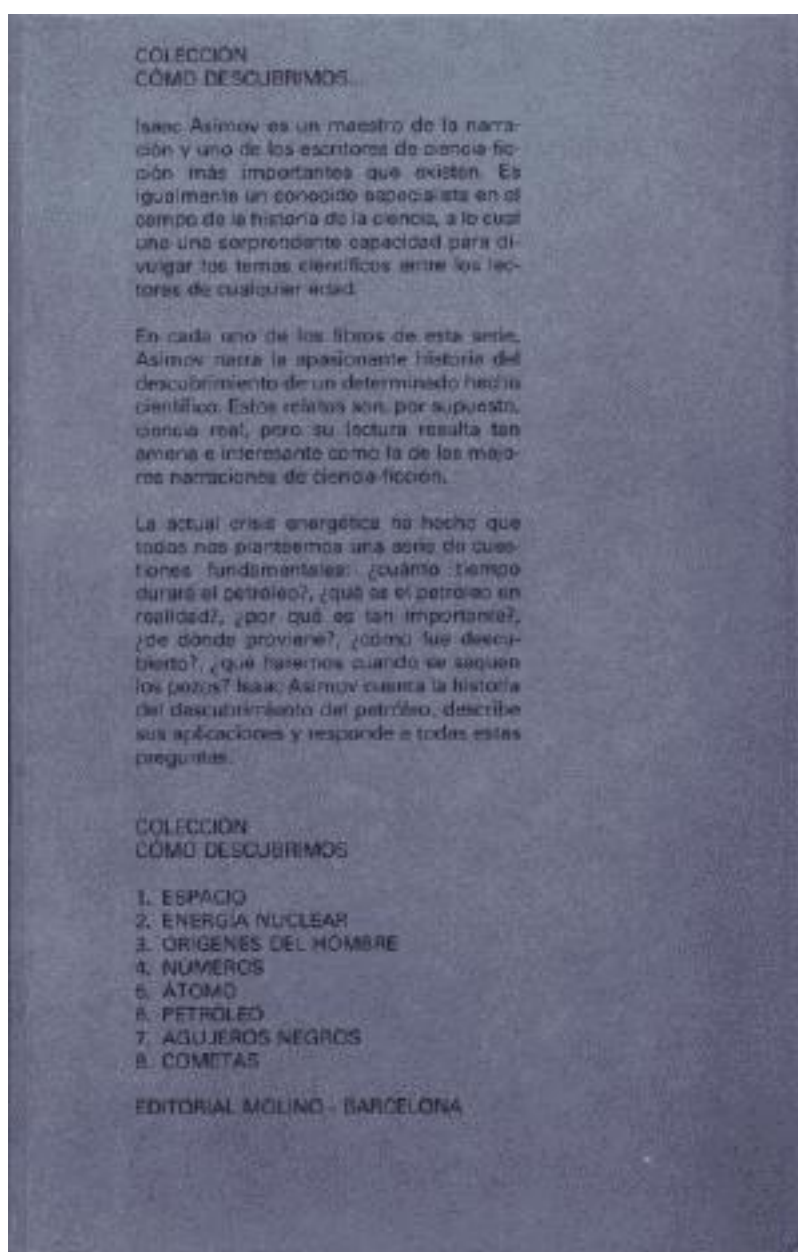 COLECCIÓN
CÓMO DESCUBRIMOS...
Isaac Asimov es un maestro de la narra-
ción y uno de los escritores de ciencia-fic-
ción más importantes que existen. Es
igualmente un conocido especialista en el
campo de la historia de la ciencia, a lo cual
une una sorprendente capacidad para di-
vulgar los temas científicos entre los lec-
tores de cualquier edad.
En cada uno de los libros de esta serie,
Asimov narra la apasionante historia del
descubrimiento de un determinado hecho
científico. Estos relatos son, por supuesto,
ciencia real, pero su lectura resulta tan
amena e interesante como la de las mejo-
res narraciones de ciencia-ficción.
La actual crisis energética ha hecho que
todos nos planteemos una serie de cues-
tiones fundamentales: ¿cuánto tiempo
durará el petróleo?, ¿qué es el petróleo en
realidad?, ¿por qué es tan importante?,
¿de dónde proviene?, ¿cómo fue descu-
bierto?, ¿qué haremos cuando se sequen
los pozos? Isaac Asimov cuenta la historia
del descubrimiento del petróleo, describe
sus aplicaciones y responde a todas estas
preguntas.
COLECCIÓN
CÓMO DESCUBRIMOS
1. ESPACIO
2. ENERGÍA NUCLEAR
3. ORÍGENES DEL HOMBRE
4. NÚMEROS
5. ÁTOMO
6. PETRÓLEO
7. AGUJEROS NEGROS
8. COMETAS
EDITORIAL MOLINO - BARCELONA